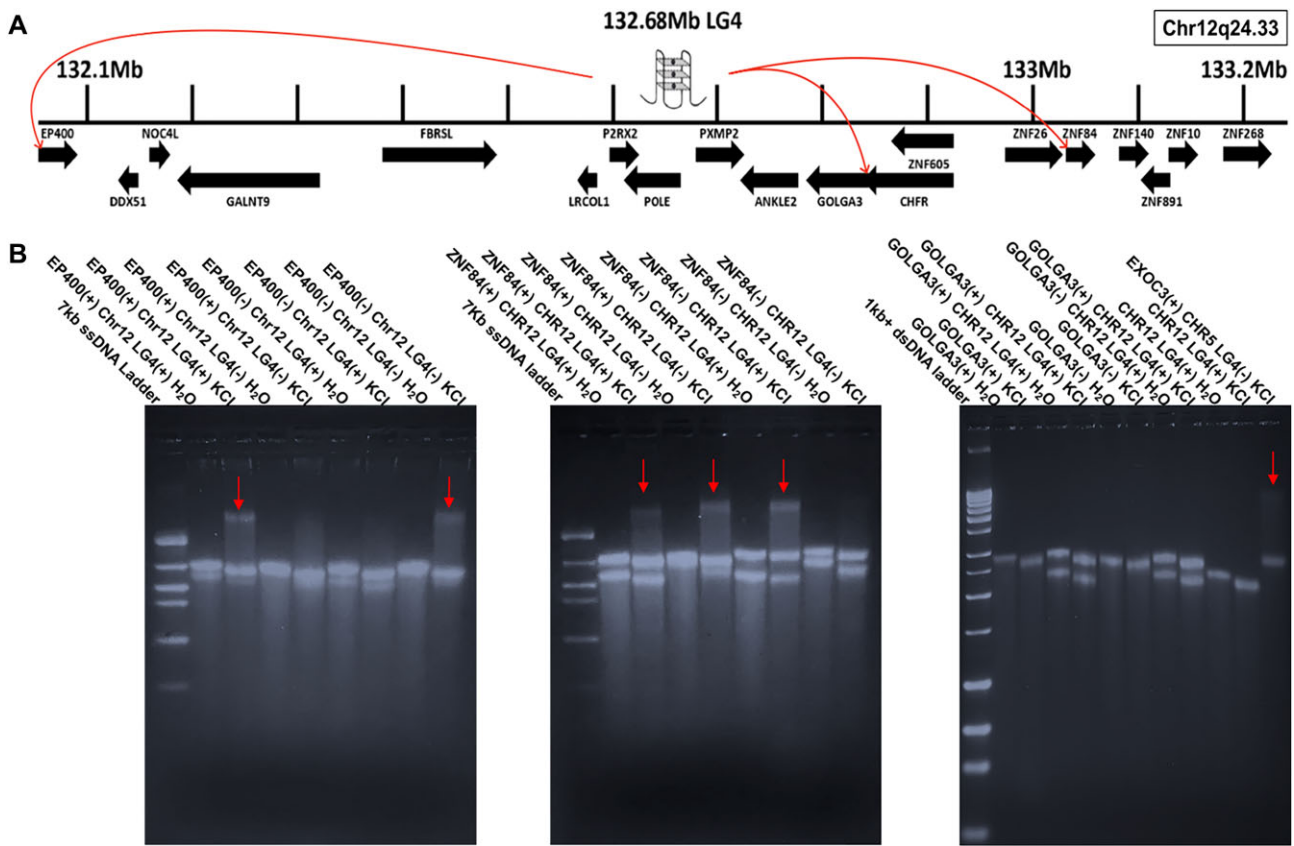 A
132.68Mb LG4
Chr12q24.33
132.1Mb
133Mb
133.2Mb
EP400
NOC4L
FBRSL
P2RX2
PXMP2
ZNF26
ZNF84
ZNF140
ZNF10
ZNF268
ZNF605
DDX51
GALNT9
LRCOL1
POLE
ANKLE2
GOLGA3
CHFR
ZNF891
B
7kb ssDNA Ladder
EP400(+) Chr12 LG4(+) H₂O
EP400(+) Chr12 LG4(+) KCl
EP400(+) Chr12 LG4(-) H₂O
EP400(+) Chr12 LG4(-) KCl
EP400(-) Chr12 LG4(+) H₂O
EP400(-) Chr12 LG4(+) KCl
EP400(-) Chr12 LG4(-) H₂O
EP400(-) Chr12 LG4(-) KCl
7Kb ssDNA ladder
ZNF84(+) CHR12 LG4(+) H₂O
ZNF84(+) CHR12 LG4(+) KCl
ZNF84(+) CHR12 LG4(-) H₂O
ZNF84(+) CHR12 LG4(-) KCl
ZNF84(-) CHR12 LG4(+) H₂O
ZNF84(-) CHR12 LG4(+) KCl
ZNF84(-) CHR12 LG4(-) H₂O
ZNF84(-) CHR12 LG4(-) KCl
1kb+ dsDNA ladder
GOLGA3(+) H₂O
GOLGA3(+) KCl
GOLGA3(+) CHR12 LG4(+) H₂O
GOLGA3(+) CHR12 LG4(+) KCl
GOLGA3(-) H₂O
GOLGA3(-) KCl
GOLGA3(-) CHR12 LG4(+) H₂O
GOLGA3(+) CHR12 LG4(+) KCl
CHR12 LG4(+) H₂O
CHR12 LG4(+) KCl
EXOC3(+) CHR5 LG4(-) KCl